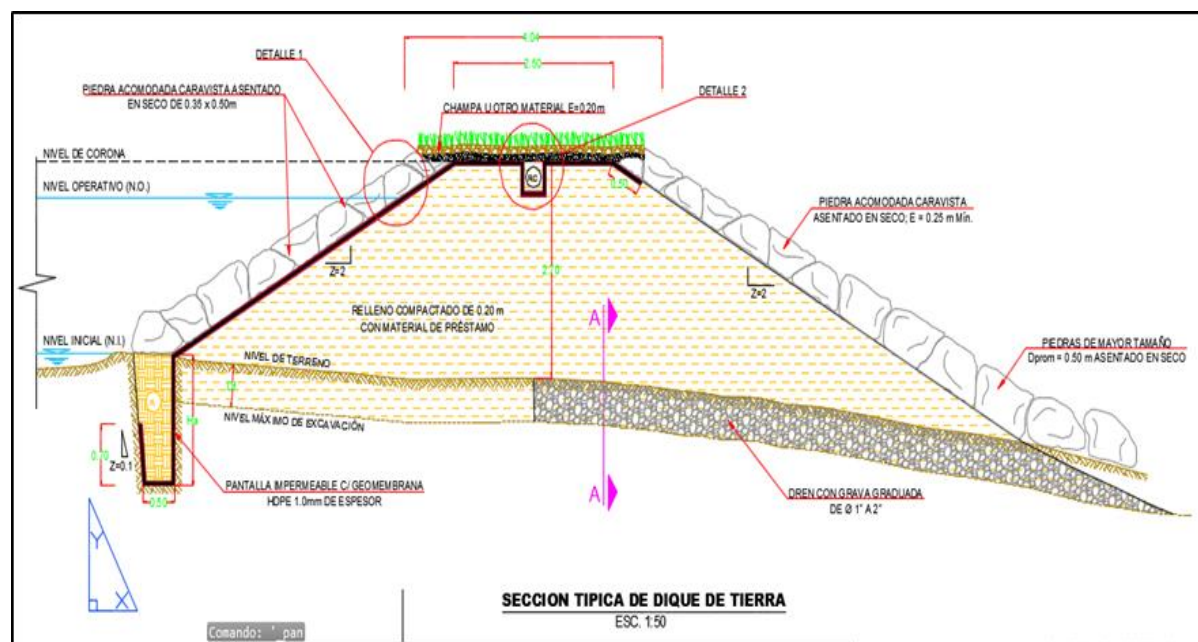 4.04
2.50
DETALLE 1
PIEDRA ACOMODADA CARAVISTA ASENTADO
EN SECO DE 0.35 x 0.50m
CHAMPA U OTRO MATERIAL E=0.20m
DETALLE 2
NIVEL DE CORONA
NIVEL OPERATIVO (N.O.)
RC
0.50
PIEDRA ACOMODADA CARAVISTA
ASENTADO EN SECO; E = 0.25 m Mín.
Z=2
Z=2
RELLENO COMPACTADO DE 0.20 m
CON MATERIAL DE PRÉSTAMO
A
NIVEL INICIAL (N.I.)
NIVEL DE TERRENO
PIEDRAS DE MAYOR TAMAÑO
Dprom = 0.50 m ASENTADO EN SECO
NIVEL MÁXIMO DE EXCAVACIÓN
Z=0.1
0.50
PANTALLA IMPERMEABLE C/ GEOMEMBRANA
HDPE 1.0mm DE ESPESOR
A
DREN CON GRAVA GRADUADA
DE Ø 1" A 2"
Y
X
SECCION TIPICA DE DIQUE DE TIERRA
ESC. 1:50
Comando: '_pan